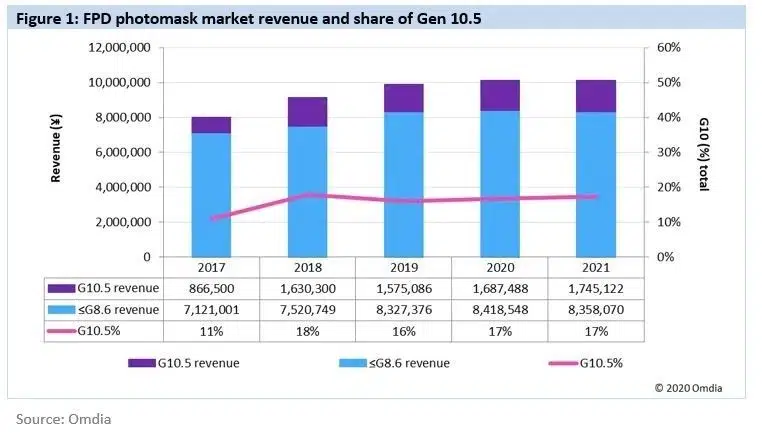 Figure 1: FPD photomask market revenue and share of Gen 10.5
12,000,000 60%
10,000,000 50%
8,000,000 40%
6,000,000 30%
4,000,000 20%
2,000,000 10%
0 0%
Revenue (¥)
G10 (%) total
2017 2018 2019 2020 2021
G10.5 revenue 866,500 1,630,300 1,575,086 1,687,488 1,745,122
≤G8.6 revenue 7,121,001 7,520,749 8,327,376 8,418,548 8,358,070
G10.5% 11% 18% 16% 17% 17%
G10.5 revenue ≤G8.6 revenue G10.5%
© 2020 Omdia
Source: Omdia